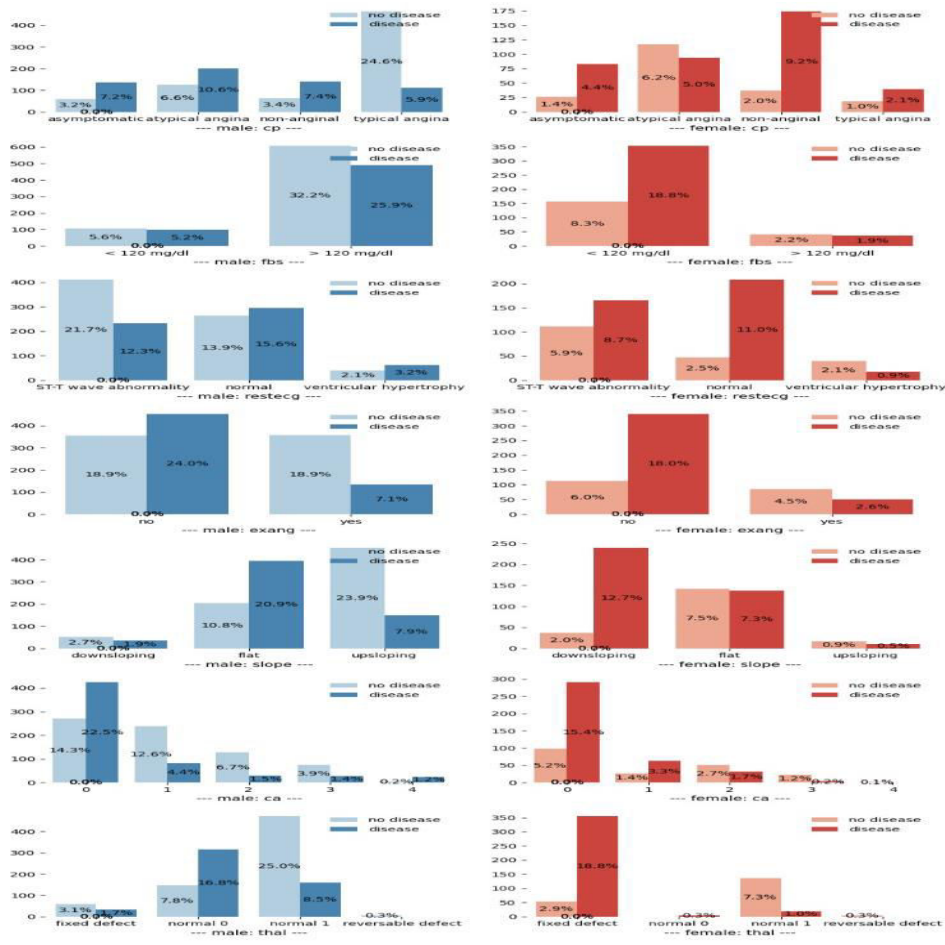 no disease
disease
400
300
200
100
0
3.2% 7.2% 6.6% 10.6% 3.4% 7.4% 24.6% 5.9%
0.0%
asymptomatic atypical angina non-anginal typical angina
--- male: cp ---
no disease
disease
175
150
125
100
75
50
25
0
1.4% 4.4% 6.2% 5.0% 2.0% 9.2% 1.0% 2.1%
0.0%
asymptomatic atypical angina non-anginal typical angina
--- female: cp ---
no disease
disease
600
500
400
300
200
100
0
5.6% 5.2% 32.2% 25.9%
0.0%
< 120 mg/dl > 120 mg/dl
--- male: fbs ---
no disease
disease
350
300
250
200
150
100
50
0
8.3% 18.8% 2.2% 1.9%
0.0%
< 120 mg/dl > 120 mg/dl
--- female: fbs ---
no disease
disease
400
300
200
100
0
21.7% 12.3% 13.9% 15.6% 2.1% 3.2%
0.0%
ST-T wave abnormality normal ventricular hypertrophy
--- male: restecg ---
no disease
disease
200
150
100
50
0
5.9% 8.7% 2.5% 11.0% 2.1% 0.9%
0.0%
ST-T wave abnormality normal ventricular hypertrophy
--- female: restecg ---
no disease
disease
400
300
200
100
0
18.9% 24.0% 18.9% 7.1%
0.0%
no yes
--- male: exang ---
no disease
disease
350
300
250
200
150
100
50
0
6.0% 18.0% 4.5% 2.6%
0.0%
no yes
--- female: exang ---
no disease
disease
400
300
200
100
0
2.7% 1.9% 10.8% 20.9% 23.9% 7.9%
0.0%
downsloping flat upsloping
--- male: slope ---
no disease
disease
250
200
150
100
50
0
2.0% 12.7% 7.5% 7.3% 0.9% 0.5%
0.0%
downsloping flat upsloping
--- female: slope ---
no disease
disease
400
300
200
100
0
14.3% 22.5% 12.6% 4.4% 6.7% 1.5% 3.9% 1.4% 0.2% 1.2%
0.0%
0 1 2 3 4
--- male: ca ---
no disease
disease
300
250
200
150
100
50
0
5.2% 15.4% 1.4% 3.3% 2.7% 1.7% 1.2% 0.2% 0.1%
0.0%
0 1 2 3 4
--- female: ca ---
no disease
disease
400
300
200
100
0
3.1% 1.7% 7.8% 16.8% 25.0% 8.5% 0.3%
0.0%
fixed defect normal 0 normal 1 reversable defect
--- male: thal ---
no disease
disease
350
300
250
200
150
100
50
0
2.9% 18.8% 0.3% 7.3% 1.0% 0.3%
0.0%
fixed defect normal 0 normal 1 reversable defect
--- female: thal ---